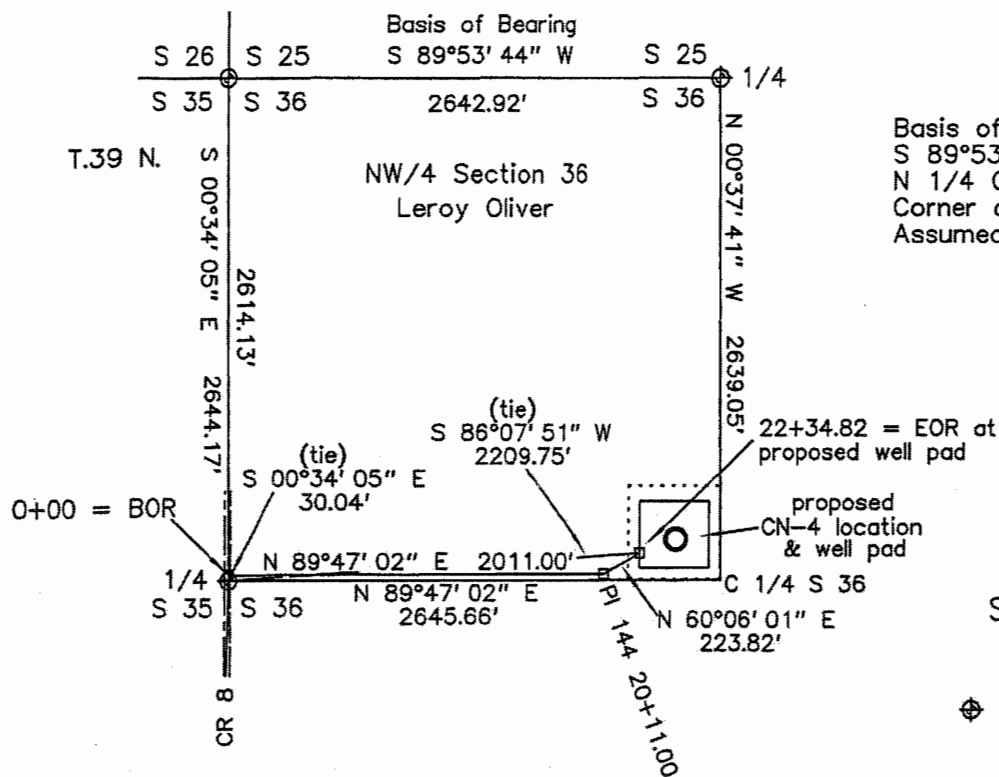 Basis of Bearing
S 26 S 25 S 89°53' 44" W S 25
1/4
S 35 S 36 2642.92' S 36
T.39 N.
NW/4 Section 36
Leroy Oliver
Basis of
S 89°53
N 1/4
Corner
Assumed
S 00°34' 05" E 2644.17'
2614.13'
N 00°37' 41" W 2639.05'
(tie)
S 86°07' 51" W
2209.75'
(tie)
S 00°34' 05" E
30.04'
22+34.82 = EOR at
proposed well pad
0+00 = BOR
proposed
CN-4 location
& well pad
N 89°47' 02" E 2011.00'
1/4
N 89°47' 02" E
2645.66'
C 1/4 S 36
S 35 S 36
N 60°06' 01" E
223.82'
PI 144 20+11.00
CR 8
S